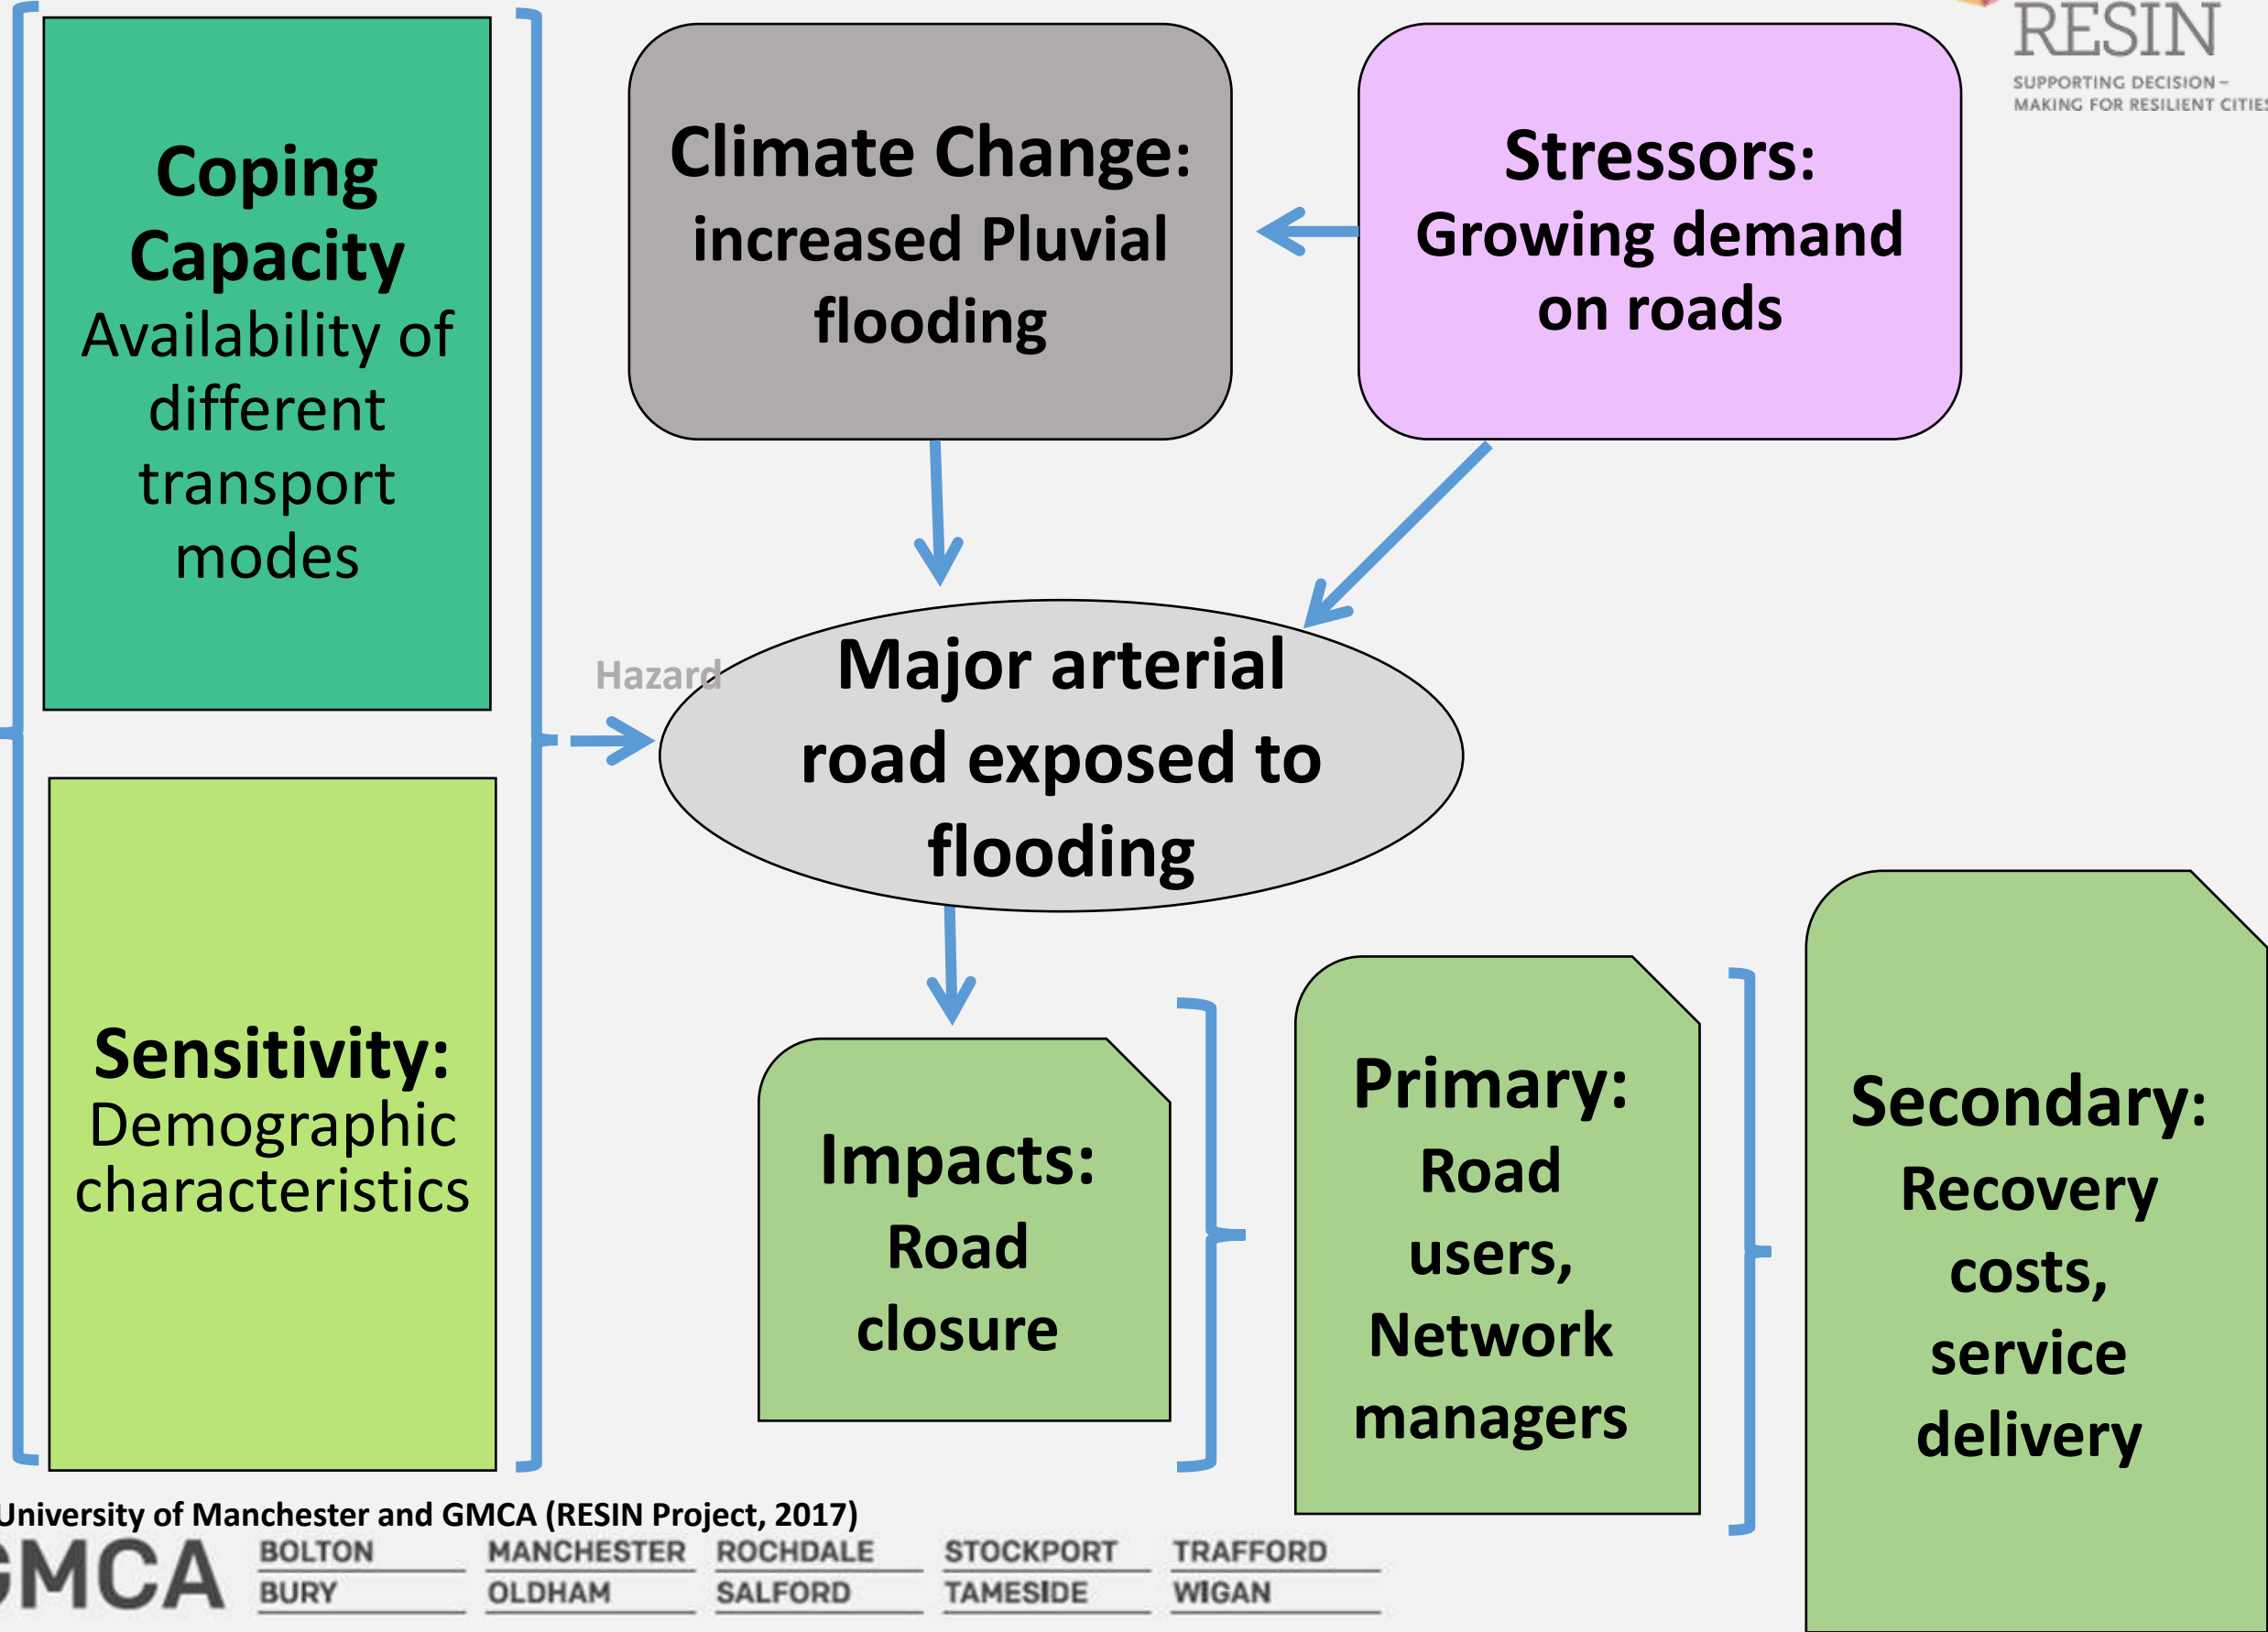 RESIN
SUPPORTING DECISION –
MAKING FOR RESILIENT CITIES
Coping
Capacity
Availability of
different
transport
modes
Climate Change:
increased Pluvial
flooding
Stressors:
Growing demand
on roads
Hazard
Major arterial
road exposed to
flooding
Sensitivity:
Demographic
characteristics
Impacts:
Road
closure
Primary:
Road
users,
Network
managers
Secondary:
Recovery
costs,
service
delivery
University of Manchester and GMCA (RESIN Project, 2017)
GMCA
BOLTON MANCHESTER ROCHDALE STOCKPORT TRAFFORD
BURY OLDHAM SALFORD TAMESIDE WIGAN